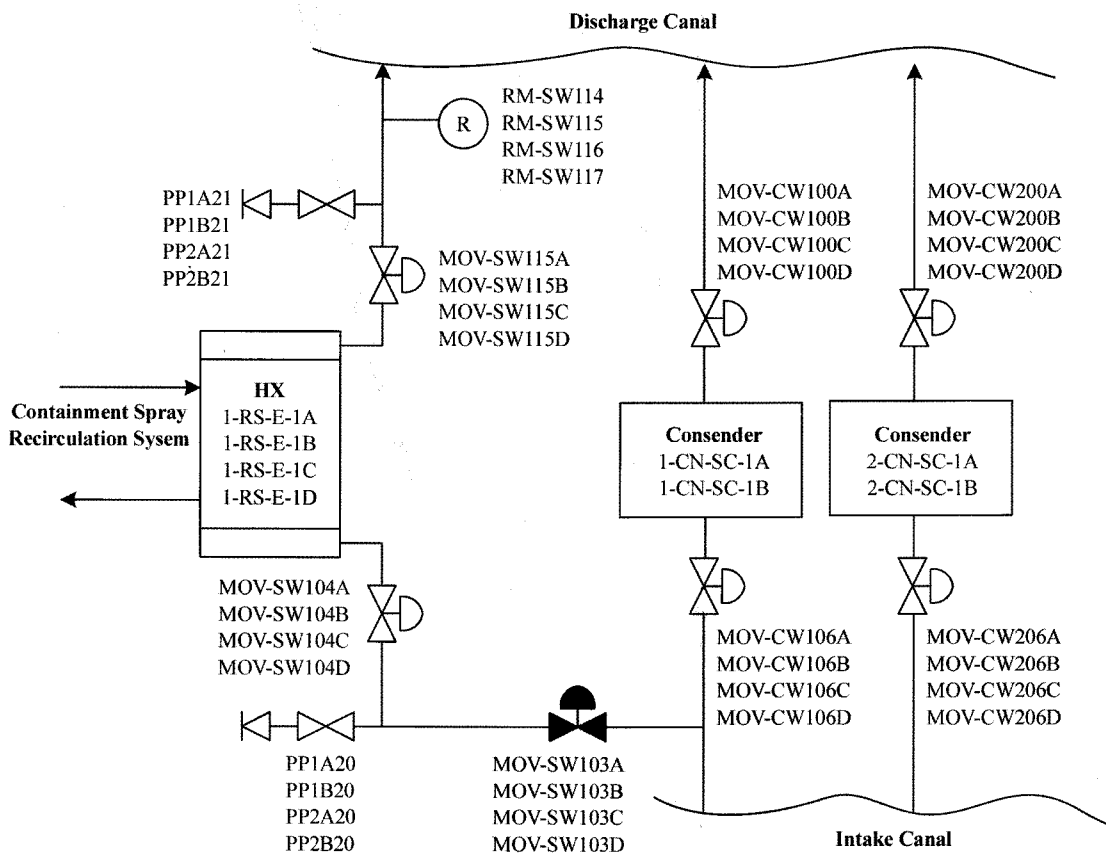 Discharge Canal
RM-SW114
RM-SW115
RM-SW116
RM-SW117
R
PP1A21
PP1B21
PP2A21
PP2B21
MOV-SW115A
MOV-SW115B
MOV-SW115C
MOV-SW115D
MOV-CW100A
MOV-CW100B
MOV-CW100C
MOV-CW100D
MOV-CW200A
MOV-CW200B
MOV-CW200C
MOV-CW200D
Containment Spray
Recirculation Sysem
HX
1-RS-E-1A
1-RS-E-1B
1-RS-E-1C
1-RS-E-1D
Consender
1-CN-SC-1A
1-CN-SC-1B
Consender
2-CN-SC-1A
2-CN-SC-1B
MOV-SW104A
MOV-SW104B
MOV-SW104C
MOV-SW104D
MOV-CW106A
MOV-CW106B
MOV-CW106C
MOV-CW106D
MOV-CW206A
MOV-CW206B
MOV-CW206C
MOV-CW206D
PP1A20
PP1B20
PP2A20
PP2B20
MOV-SW103A
MOV-SW103B
MOV-SW103C
MOV-SW103D
Intake Canal